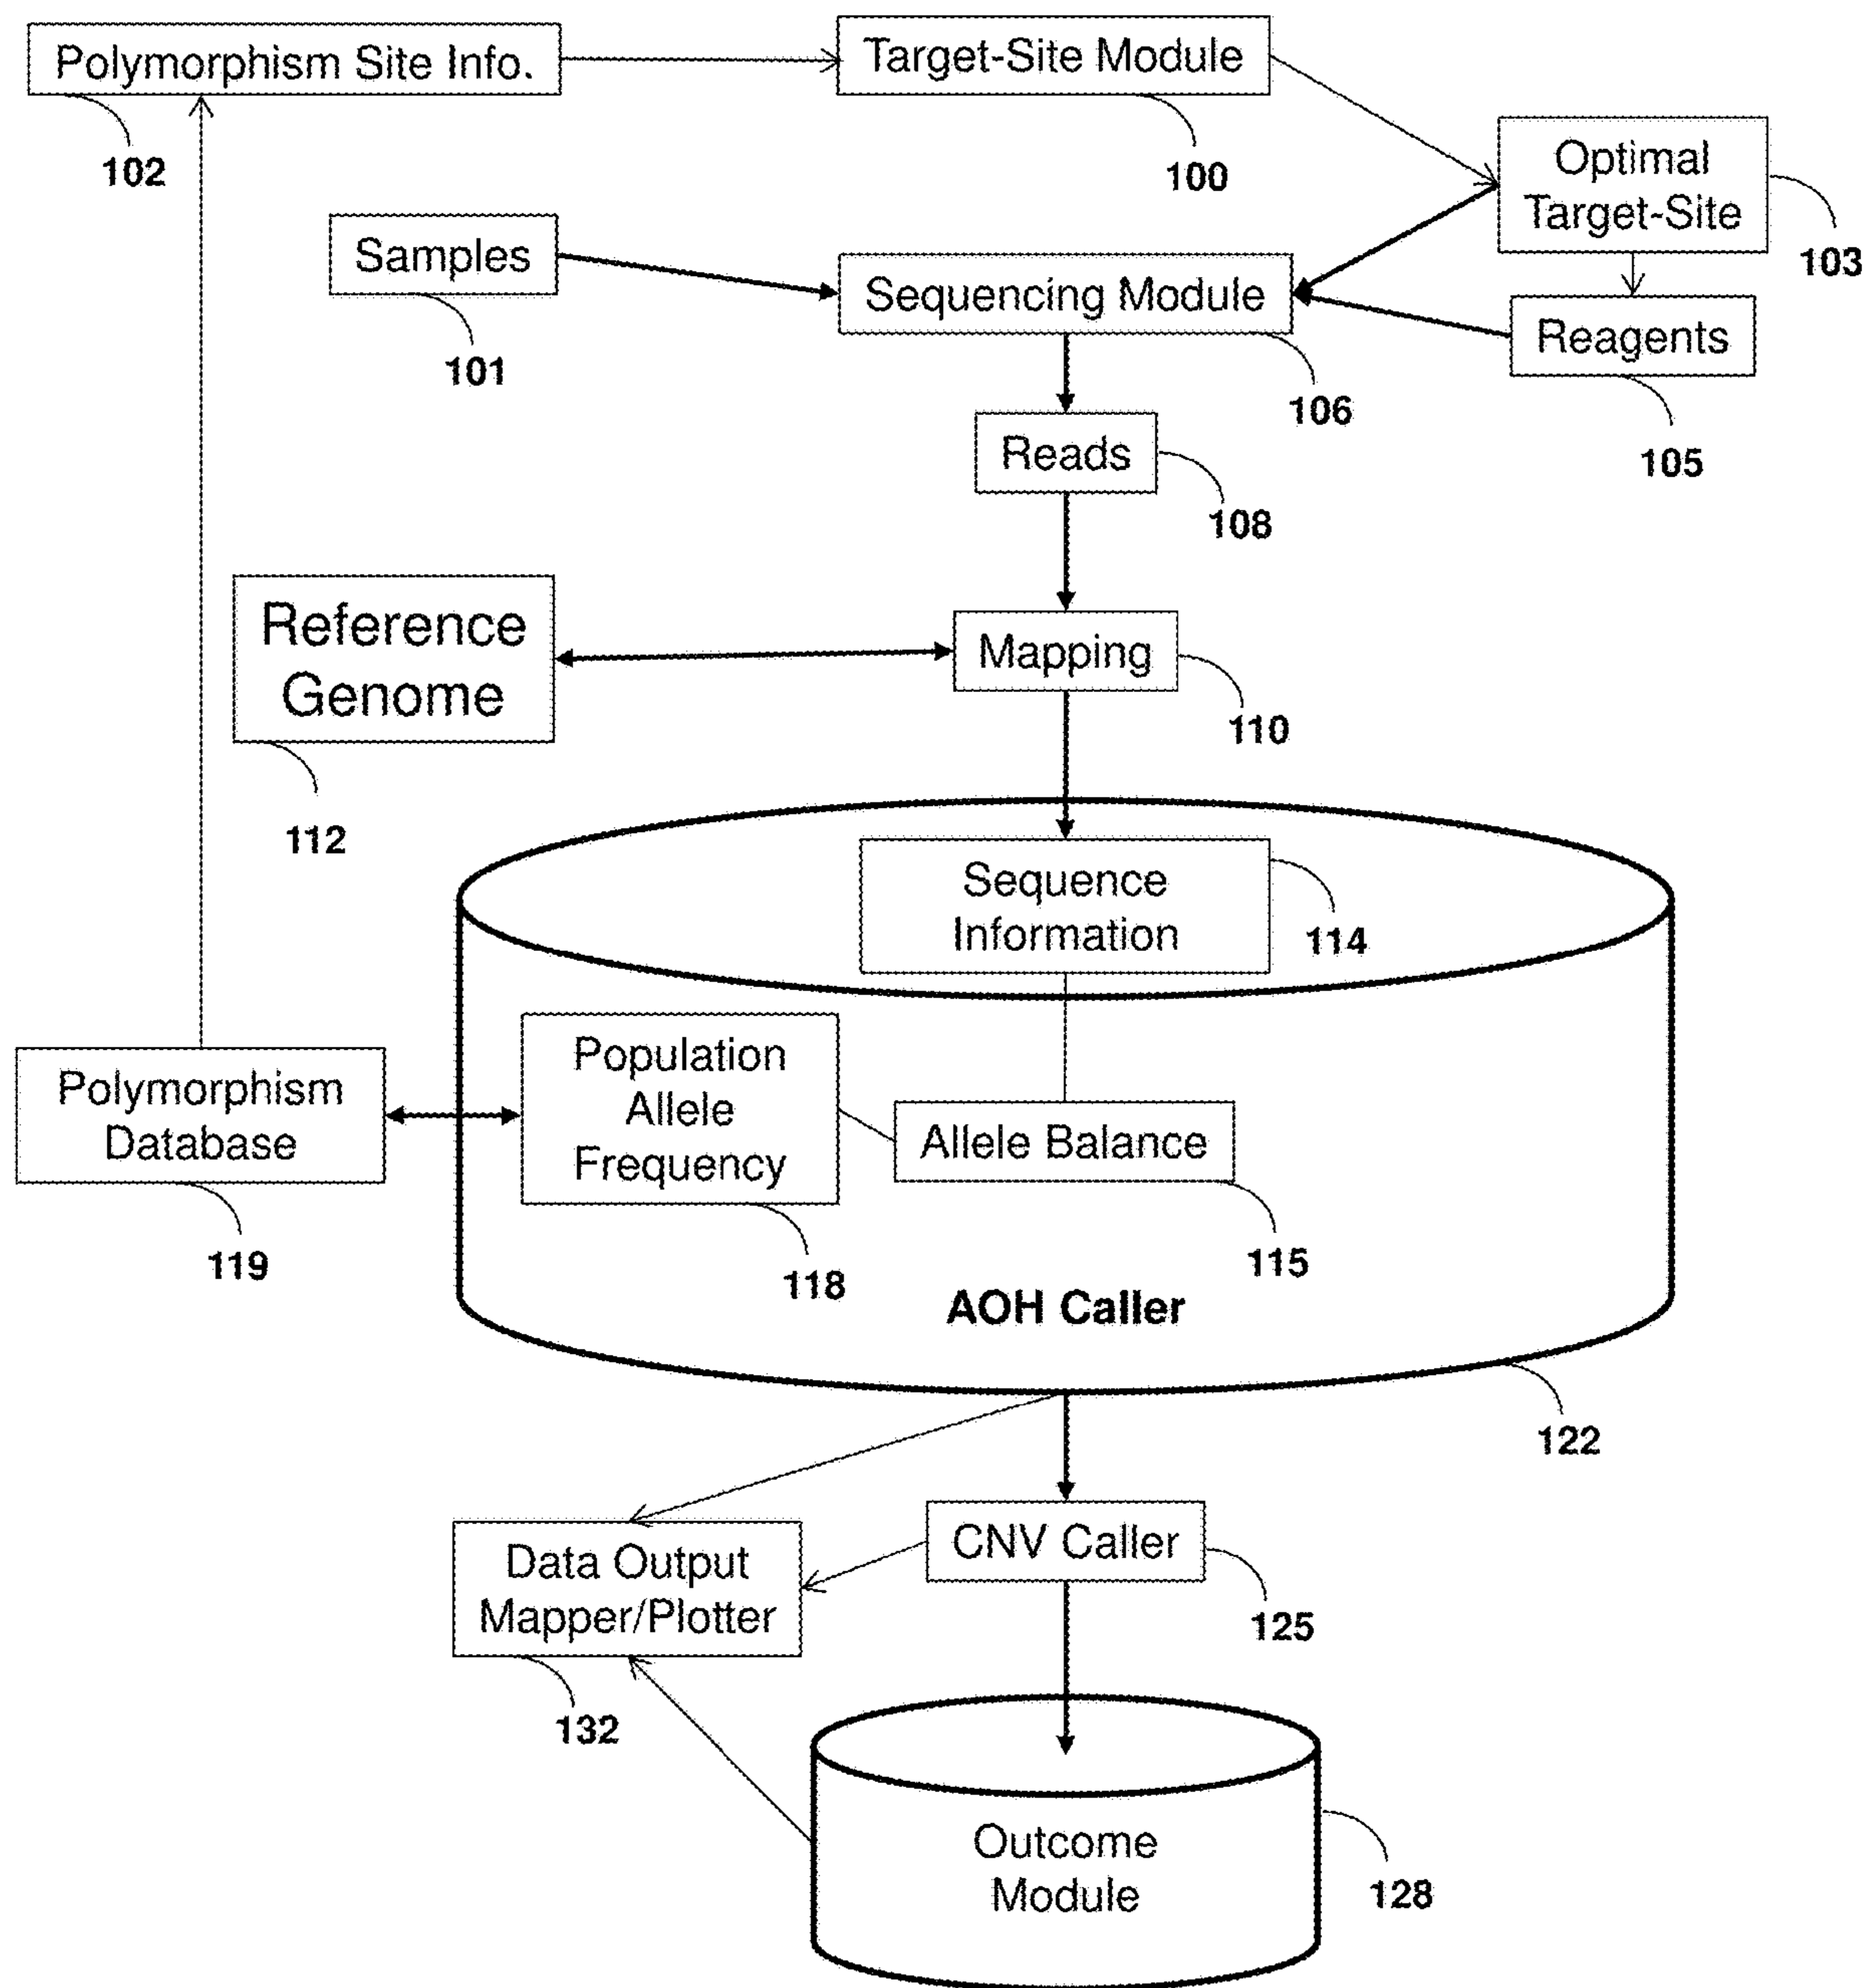 Polymorphism Site Info.
102
Target-Site Module
100
Optimal
Target-Site
103
Samples
101
Sequencing Module
106
Reagents
105
Reads
108
Reference
Genome
112
Mapping
110
Sequence
Information
114
Polymorphism
Database
119
Population
Allele
Frequency
118
Allele Balance
115
AOH Caller
122
CNV Caller
125
Data Output
Mapper/Plotter
132
Outcome
Module
128